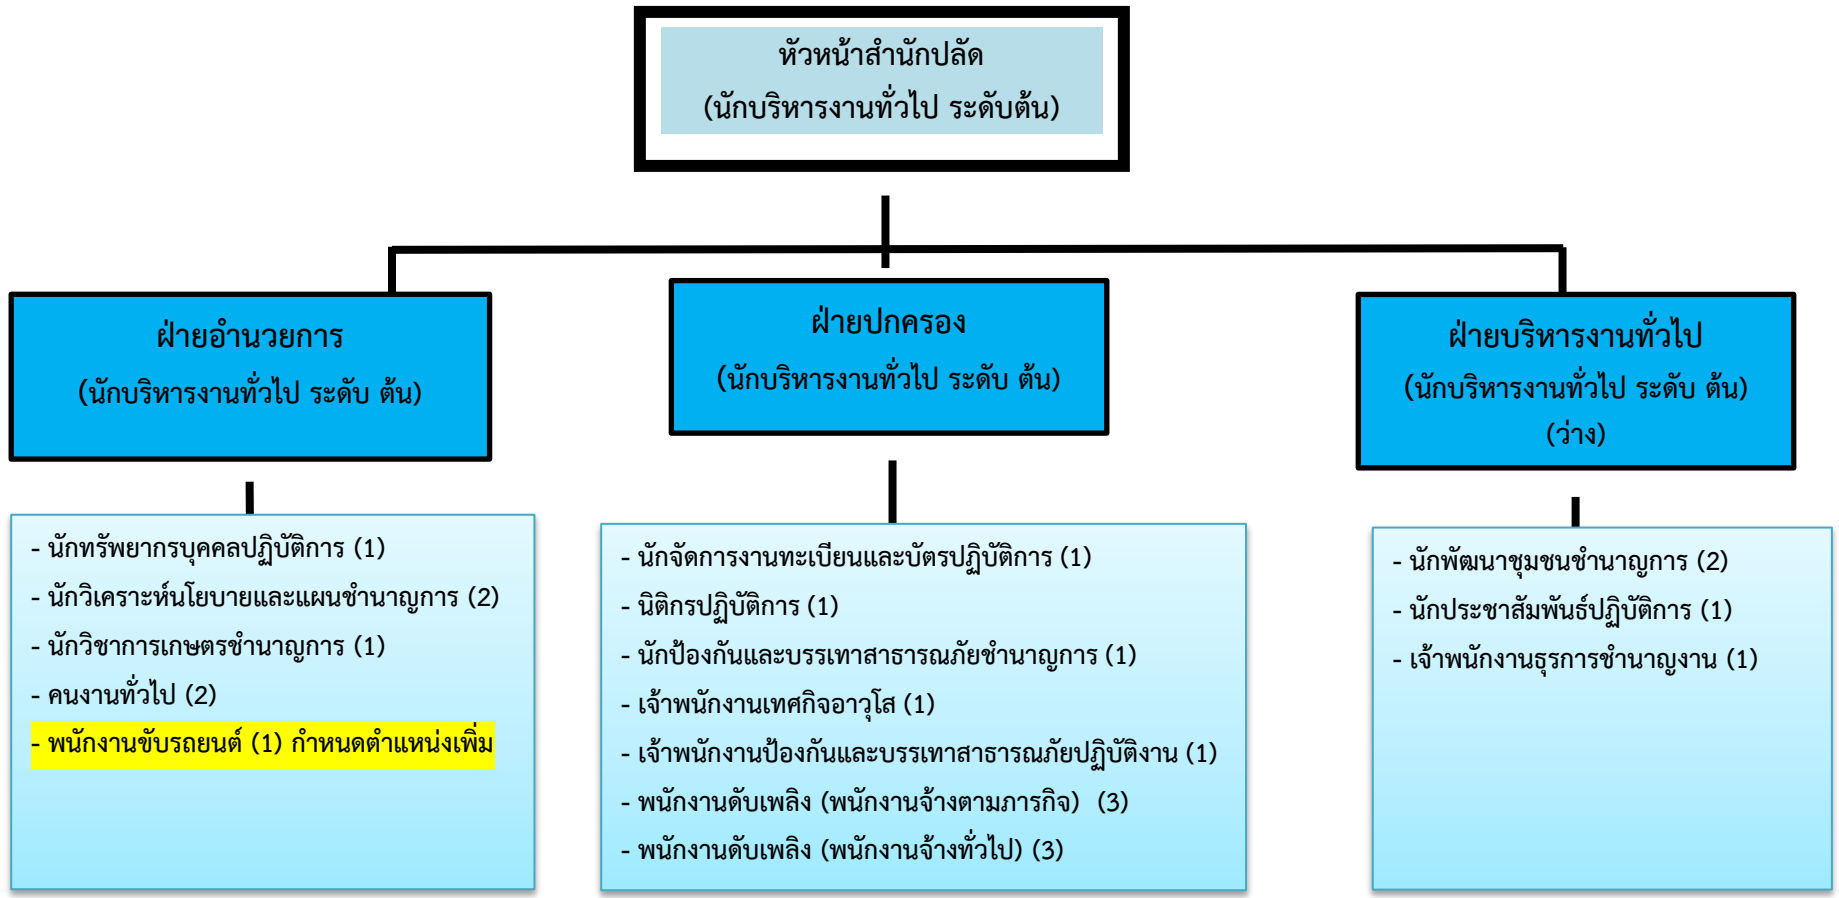 หัวหน้าสำนักปลัด
(นักบริหารงานทั่วไป ระดับต้น)
ฝ่ายอำนวยการ
(นักบริหารงานทั่วไป ระดับ ต้น)
ฝ่ายปกครอง
(นักบริหารงานทั่วไป ระดับ ต้น)
ฝ่ายบริหารงานทั่วไป
(นักบริหารงานทั่วไป ระดับ ต้น)
(ว่าง)
- นักทรัพยากรบุคคลปฏิบัติการ (1)
- นักวิเคราะห์นโยบายและแผนชำนาญการ (2)
- นักวิชาการเกษตรชำนาญการ (1)
- คนงานทั่วไป (2)
- พนักงานขับรถยนต์ (1) กำหนดตำแหน่งเพิ่ม
- นักจัดการงานทะเบียนและบัตรปฏิบัติการ (1)
- นิติกรปฏิบัติการ (1)
- นักป้องกันและบรรเทาสาธารณภัยชำนาญการ (1)
- เจ้าพนักงานเทศกิจอาวุโส (1)
- เจ้าพนักงานป้องกันและบรรเทาสาธารณภัยปฏิบัติงาน (1)
- พนักงานดับเพลิง (พนักงานจ้างตามภารกิจ) (3)
- พนักงานดับเพลิง (พนักงานจ้างทั่วไป) (3)
- นักพัฒนาชุมชนชำนาญการ (2)
- นักประชาสัมพันธ์ปฏิบัติการ (1)
- เจ้าพนักงานธุรการชำนาญงาน (1)